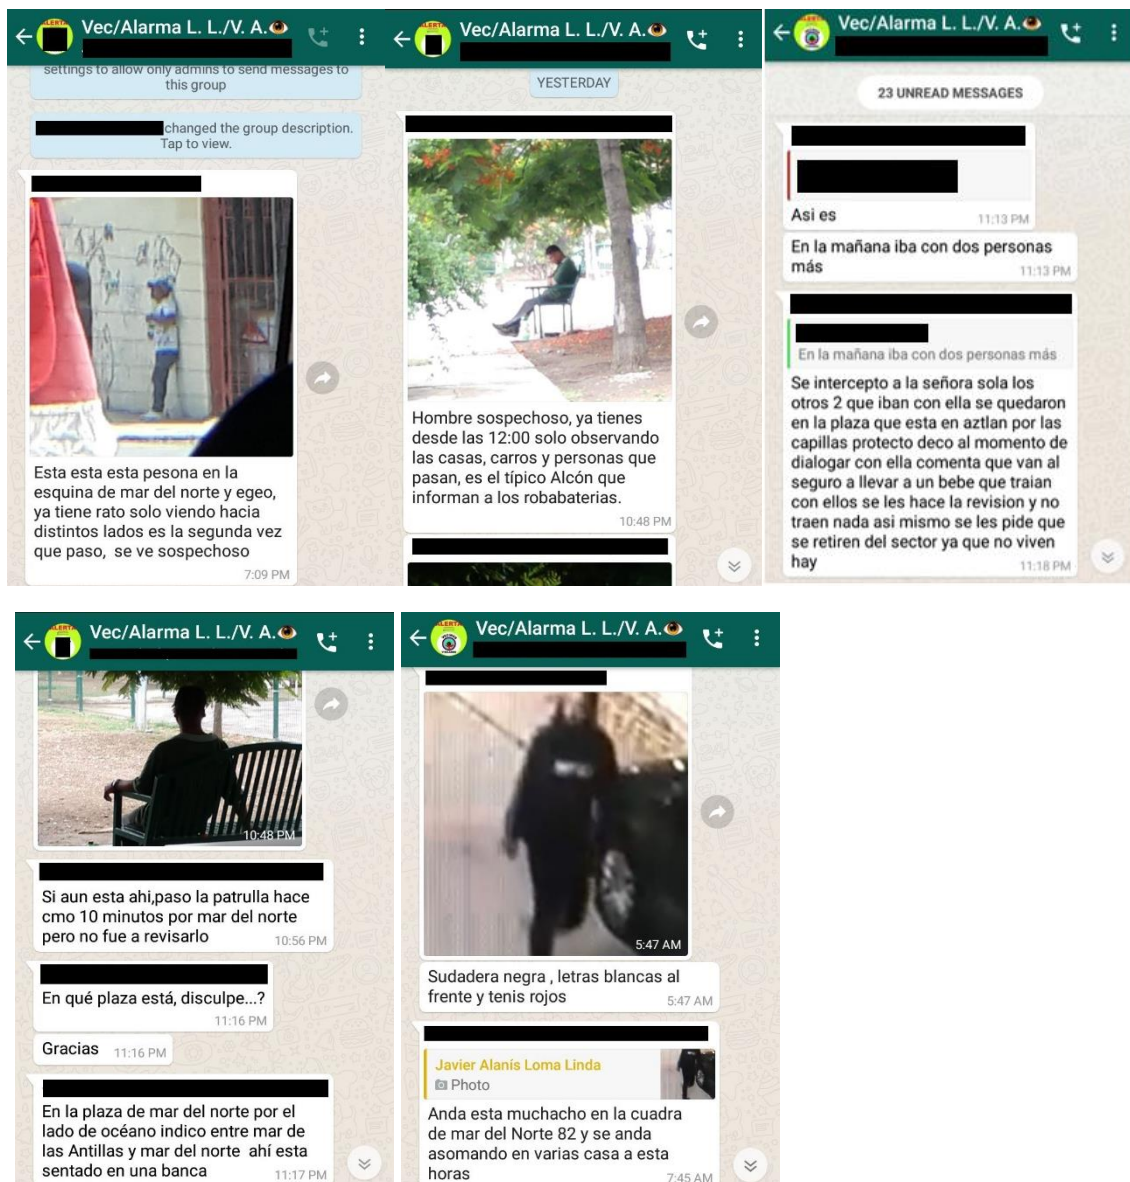 Vec/Alarma L. L./V. A.
settings to allow only admins to send messages to
this group
changed the group description.
Tap to view.
Esta esta esta pesona en la
esquina de mar del norte y egeo,
ya tiene rato solo viendo hacia
distintos lados es la segunda vez
que paso, se ve sospechoso
7:09 PM
Vec/Alarma L. L./V. A.
YESTERDAY
Hombre sospechoso, ya tienes
desde las 12:00 solo observando
las casas, carros y personas que
pasan, es el típico Alcón que
informan a los robabaterias.
10:48 PM
Vec/Alarma L. L./V. A.
23 UNREAD MESSAGES
Asi es
11:13 PM
En la mañana iba con dos personas
más
11:13 PM
En la mañana iba con dos personas más
Se intercepto a la señora sola los
otros 2 que iban con ella se quedaron
en la plaza que esta en aztlan por las
capillas protecto deco al momento de
dialogar con ella comenta que van al
seguro a llevar a un bebe que traian
con ellos se les hace la revision y no
traen nada asi mismo se les pide que
se retiren del sector ya que no viven
hay
11:18 PM
ALERTA
Vec/Alarma L. L./V. A.
10:48 PM
Si aun esta ahi,paso la patrulla hace
cmo 10 minutos por mar del norte
pero no fue a revisarlo
10:56 PM
En qué plaza está, disculpe...?
11:16 PM
Gracias
11:16 PM
En la plaza de mar del norte por el
lado de océano indico entre mar de
las Antillas y mar del norte ahí esta
sentado en una banca
11:17 PM
ALERTA
Vec/Alarma L. L./V. A.
5:47 AM
Sudadera negra , letras blancas al
frente y tenis rojos
5:47 AM
Javier Alanís Loma Linda
Photo
Anda esta muchacho en la cuadra
de mar del Norte 82 y se anda
asomando en varias casa a esta
horas
7:45 AM